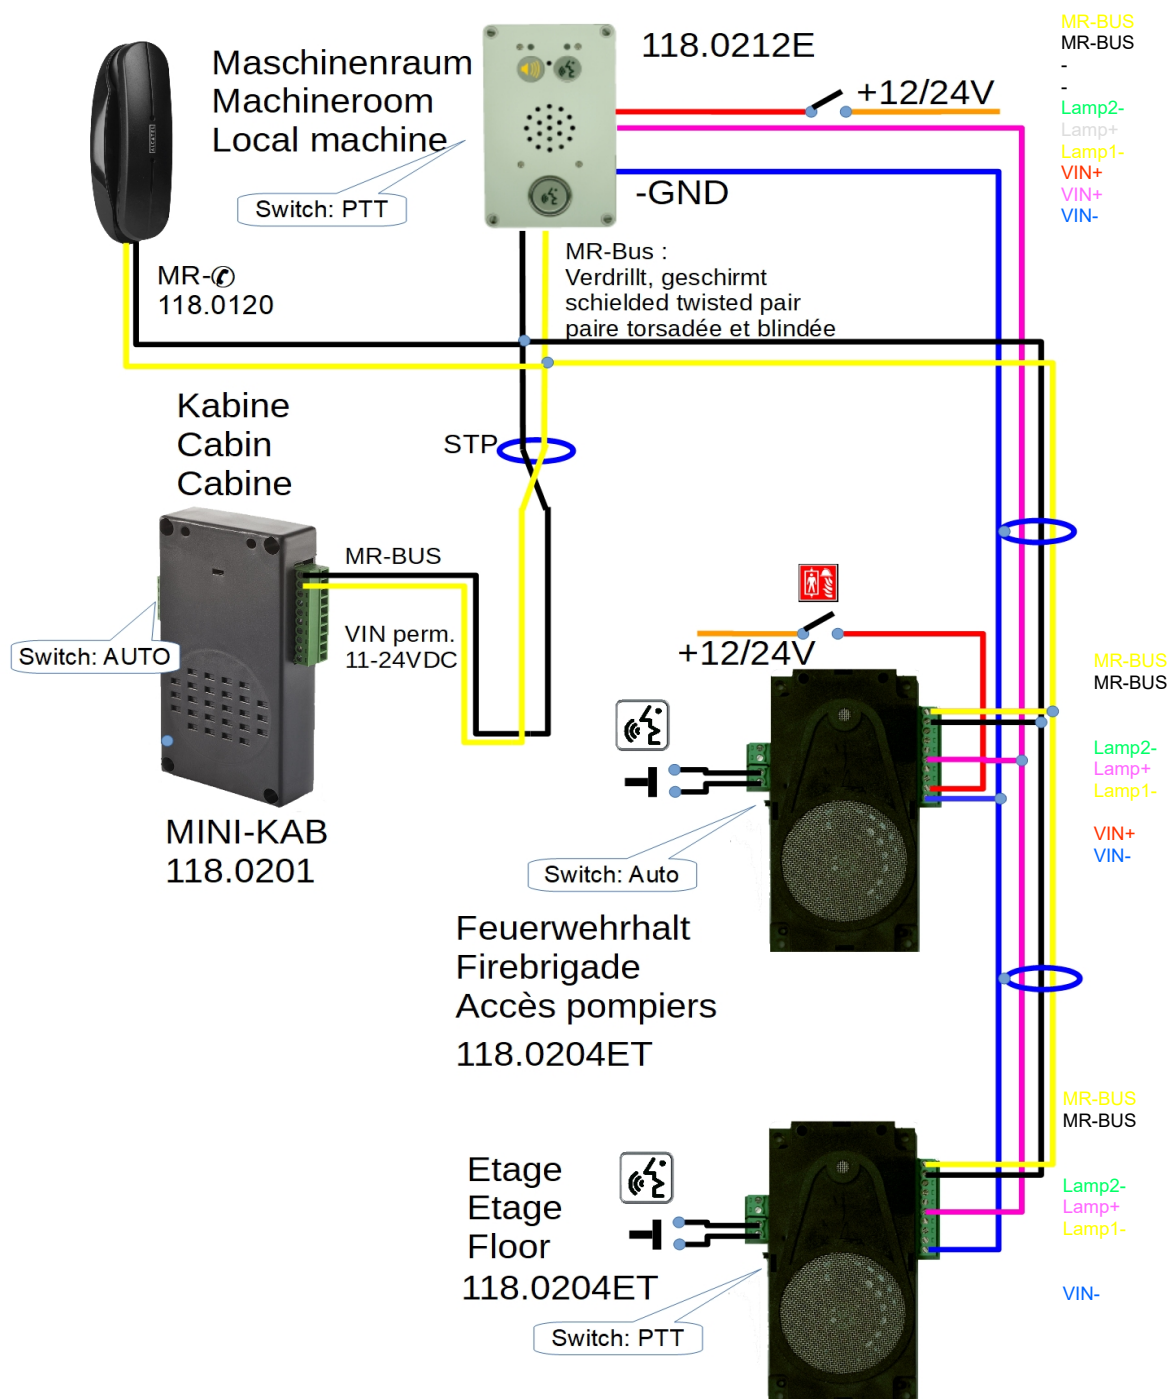 118.0212E
Maschinenraum
Machineroom
Local machine
Switch: PTT
+12/24V
-GND
MR-BUS
MR-BUS
-
-
Lamp2-
Lamp+
Lamp1-
VIN+
VIN+
VIN-
MR-✆
118.0120
MR-Bus :
Verdrillt, geschirmt
schielded twisted pair
paire torsadée et blindée
Kabine
Cabin
Cabine
STP
MR-BUS
VIN perm.
11-24VDC
Switch: AUTO
MINI-KAB
118.0201
+12/24V
MR-BUS
MR-BUS
Lamp2-
Lamp+
Lamp1-
VIN+
VIN-
Switch: Auto
Feuerwehrhalt
Firebrigade
Accès pompiers
118.0204ET
MR-BUS
MR-BUS
Lamp2-
Lamp+
Lamp1-
VIN-
Etage
Etage
Floor
118.0204ET
Switch: PTT